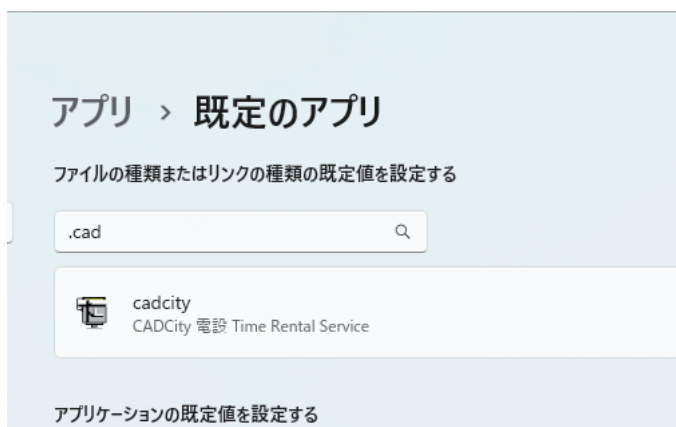 アプリ › 既定のアプリ
ファイルの種類またはリンクの種類の既定値を設定する
.cad
cadcity
CADCity 電設 Time Rental Service
アプリケーションの既定値を設定する